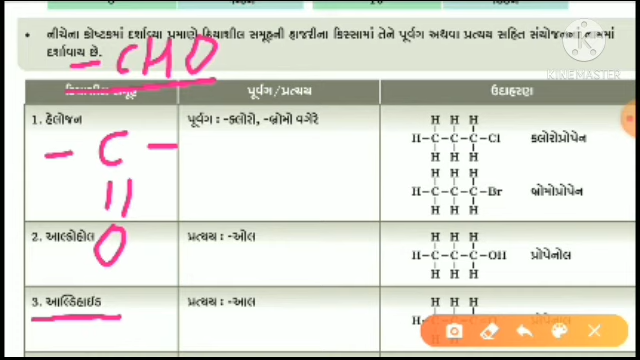 • નીચેના કોષ્ટકમાં દર્શાવ્યા પ્રમાણે ક્રિયાશીલ સમૂહની હાજરીના કિસ્સામાં તેને પૂર્વગ અથવા પ્રત્યય સહિત સંયોજનના નામમાં
દર્શાવાય છે.
-CHO
KINEMASTER
ક્રિયાશીલ સમૂહ પૂર્વગ/પ્રત્યય ઉદાહરણ
1. હૅલોજન પૂર્વગ : -ક્લોરો, -બ્રોમો વગેરે
H H H
H-C-C-C-Cl ક્લોરોપ્રોપેન
H H H
- C -
O
H H H
H-C-C-C-Br બ્રોમોપ્રોપેન
H H H
2. આલ્કોહોલ પ્રત્યય : -ઑલ
H H H
H-C-C-C-OH પ્રોપેનોલ
H H H
3. આલ્ડિહાઇડ પ્રત્યય : -આલ
H H
H-C
H H